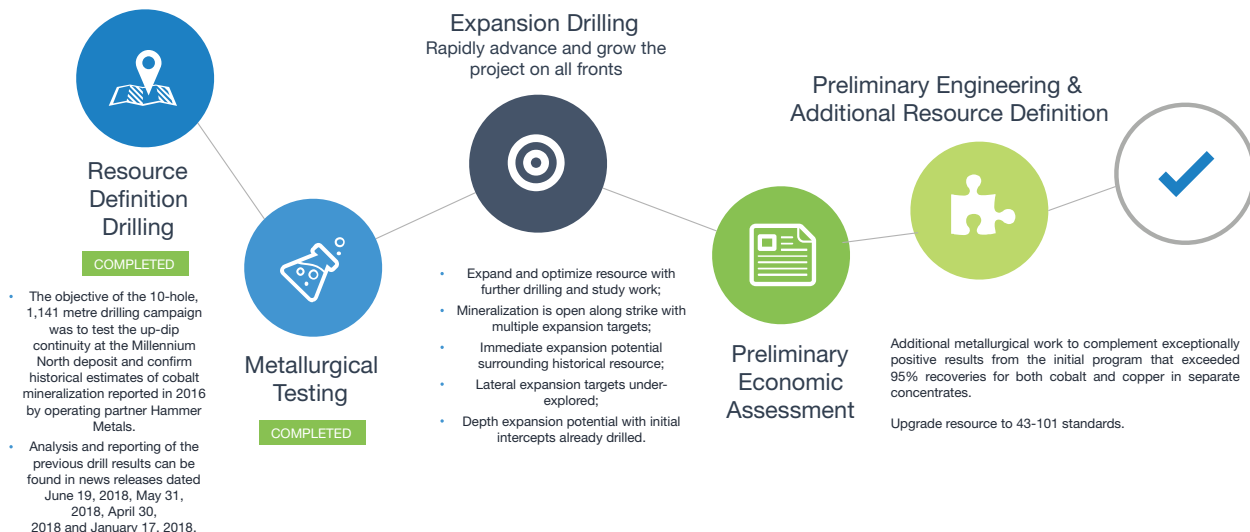 Resource
Definition
Drilling
COMPLETED
• The objective of the 10-hole,
1,141 metre drilling campaign
was to test the up-dip
continuity at the Millennium
North deposit and confirm
historical estimates of cobalt
mineralization reported in 2016
by operating partner Hammer
Metals.
• Analysis and reporting of the
previous drill results can be
found in news releases dated
June 19, 2018, May 31,
2018, April 30,
2018 and January 17, 2018.
Metallurgical
Testing
COMPLETED
Expansion Drilling
Rapidly advance and grow the
project on all fronts
• Expand and optimize resource with
further drilling and study work;
• Mineralization is open along strike with
multiple expansion targets;
• Immediate expansion potential
surrounding historical resource;
• Lateral expansion targets under-
explored;
• Depth expansion potential with initial
intercepts already drilled.
Preliminary
Economic
Assessment
Preliminary Engineering &
Additional Resource Definition
Additional metallurgical work to complement exceptionally
positive results from the initial program that exceeded
95% recoveries for both cobalt and copper in separate
concentrates.
Upgrade resource to 43-101 standards.